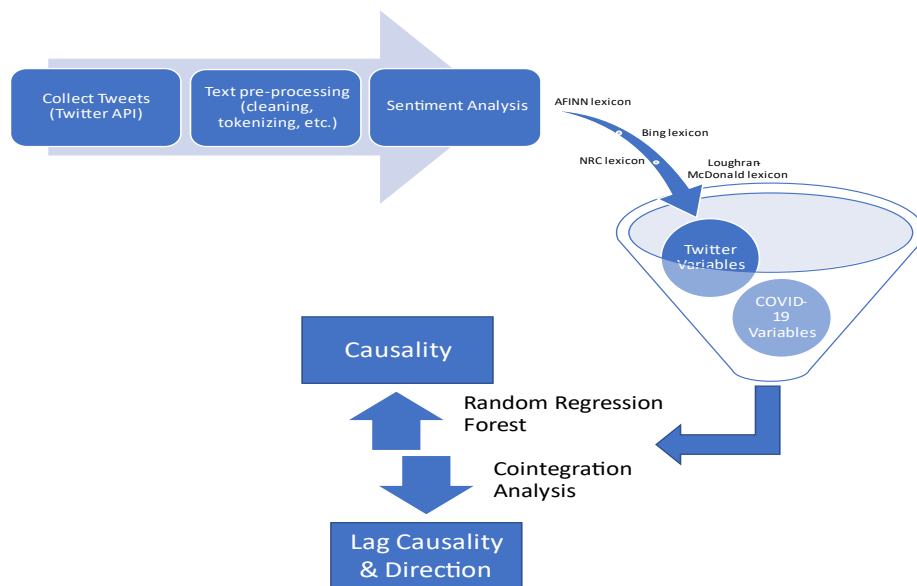 Collect Tweets
(Twitter API)
Text pre-processing
(cleaning,
tokenizing, etc.)
Sentiment Analysis
AFINN lexicon
Bing lexicon
NRC lexicon
Loughran-
McDonald lexicon
Twitter
Variables
COVID-
19
Variables
Causality
Random Regression
Forest
Cointegration
Analysis
Lag Causality
& Direction